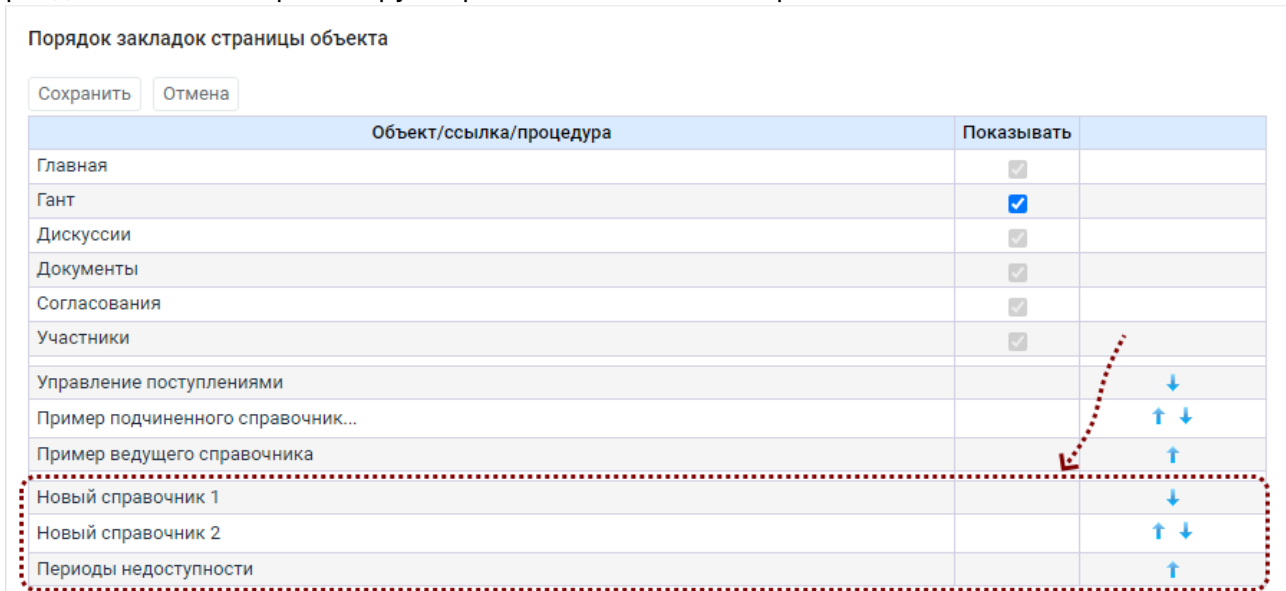 Порядок закладок страницы объекта
Сохранить Отмена
Объект/ссылка/процедура Показывать
Главная
Гант
Дискуссии
Документы
Согласования
Участники
Управление поступлениями
Пример подчиненного справочник...
Пример ведущего справочника
Новый справочник 1
Новый справочник 2
Периоды недоступности